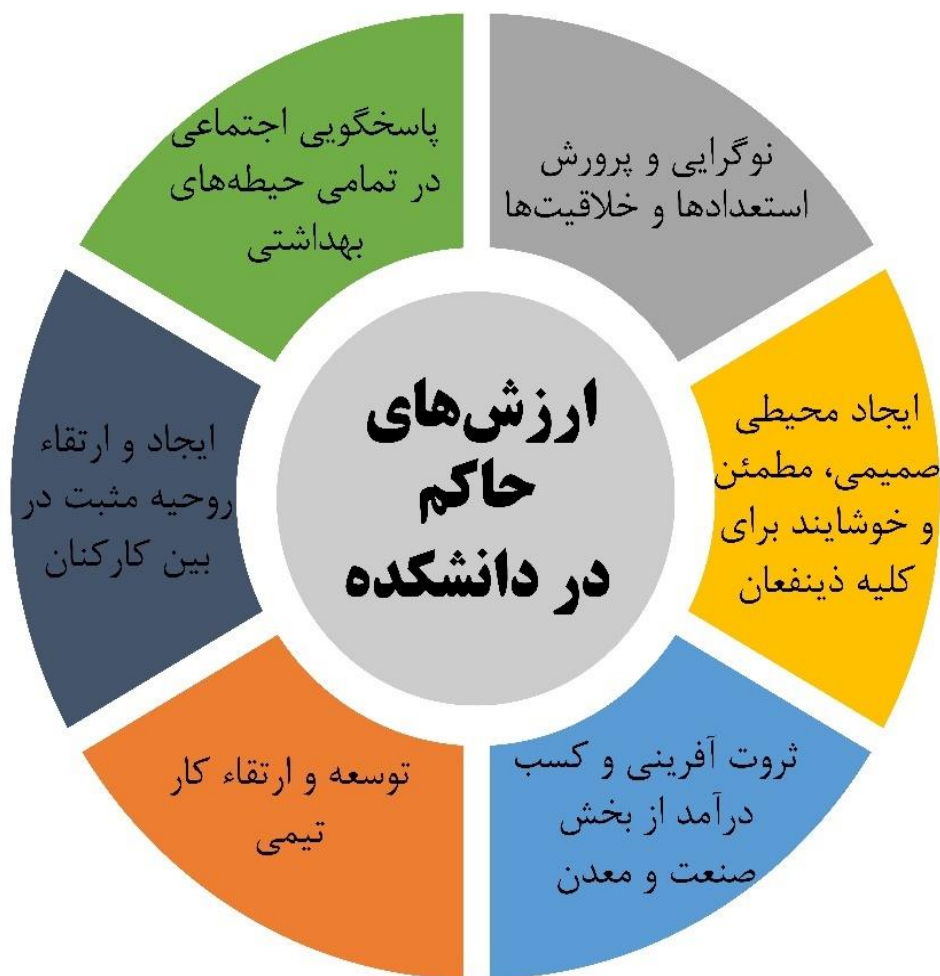 ارزش‌های
حاکم
در دانشکده
نوگرایی و پرورش
استعدادها و خلاقیت‌ها
ایجاد محیطی
صمیمی، مطمئن
و خوشایند برای
کلیه ذینفعان
ثروت آفرینی و کسب
درآمد از بخش
صنعت و معدن
توسعه و ارتقاء کار
تیمی
ایجاد و ارتقاء
روحیه مثبت در
بین کارکنان
پاسخگویی اجتماعی
در تمامی حیطه‌های
بهداشتی